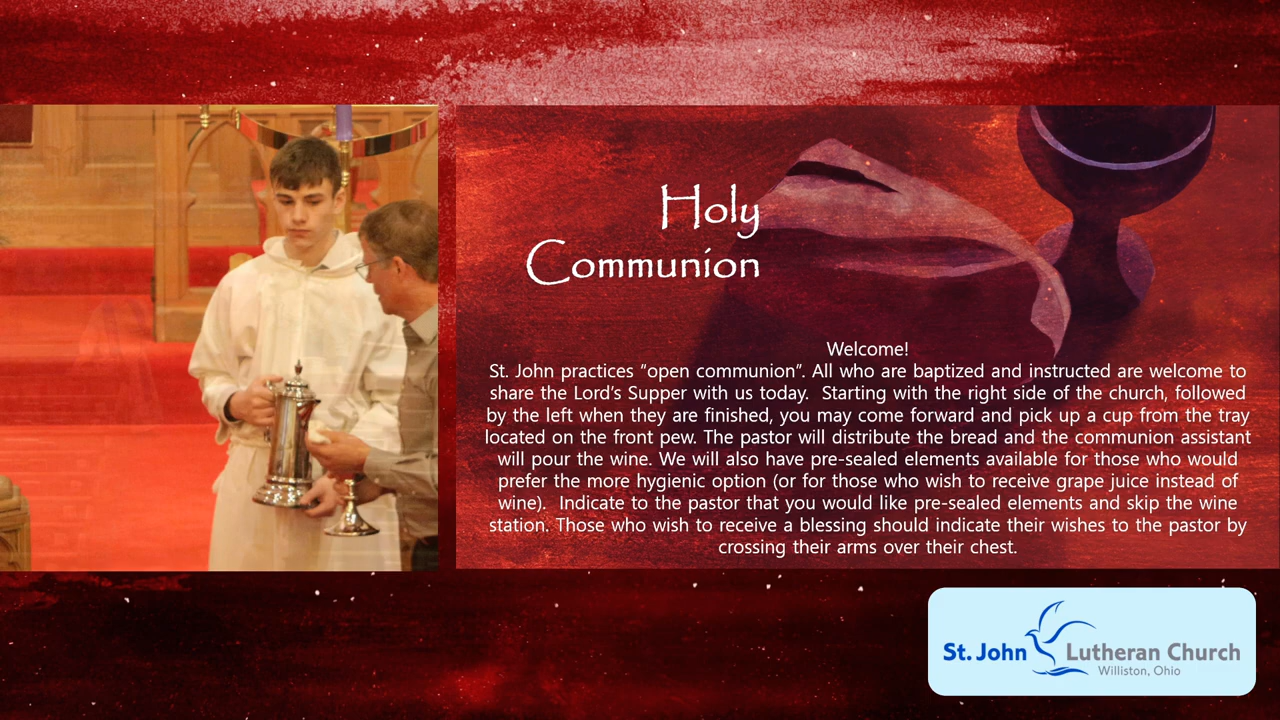 Holy
Communion
Welcome!
St. John practices “open communion”. All who are baptized and instructed are welcome to
share the Lord’s Supper with us today.  Starting with the right side of the church, followed
by the left when they are finished, you may come forward and pick up a cup from the tray
located on the front pew. The pastor will distribute the bread and the communion assistant
will pour the wine. We will also have pre-sealed elements available for those who would
prefer the more hygienic option (or for those who wish to receive grape juice instead of
wine).  Indicate to the pastor that you would like pre-sealed elements and skip the wine
station. Those who wish to receive a blessing should indicate their wishes to the pastor by
crossing their arms over their chest.
St. John Lutheran Church
Williston, Ohio